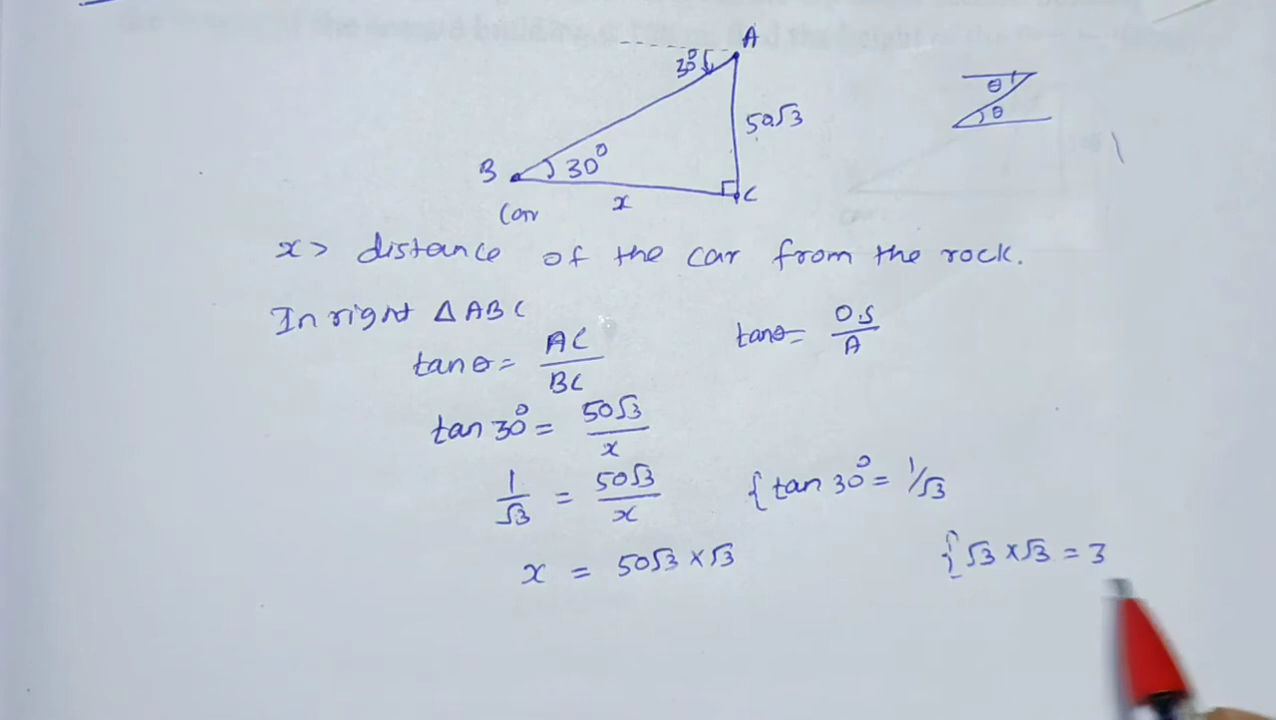 A
30°
θ
50√3
θ
B
30°
C
x
Car
x > distance of the car from the rock.
In right △ABC
tanθ = AC/BC
tanθ = O.S/A
tan 30° = 50√3/x
1/√3 = 50√3/x {tan 30° = 1/√3
x = 50√3 × √3 {√3 × √3 = 3